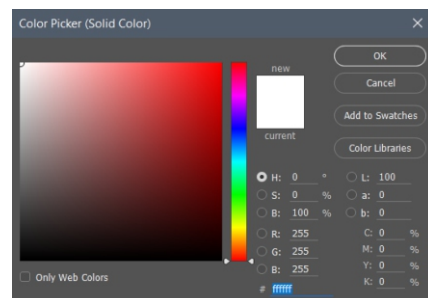 Color Picker (Solid Color)
new
current
OK
Cancel
Add to Swatches
Color Libraries
H: 0 °
S: 0 %
B: 100 %
R: 255
G: 255
B: 255
# ffffff
L: 100
a: 0
b: 0
C: 0 %
M: 0 %
Y: 0 %
K: 0 %
Only Web Colors